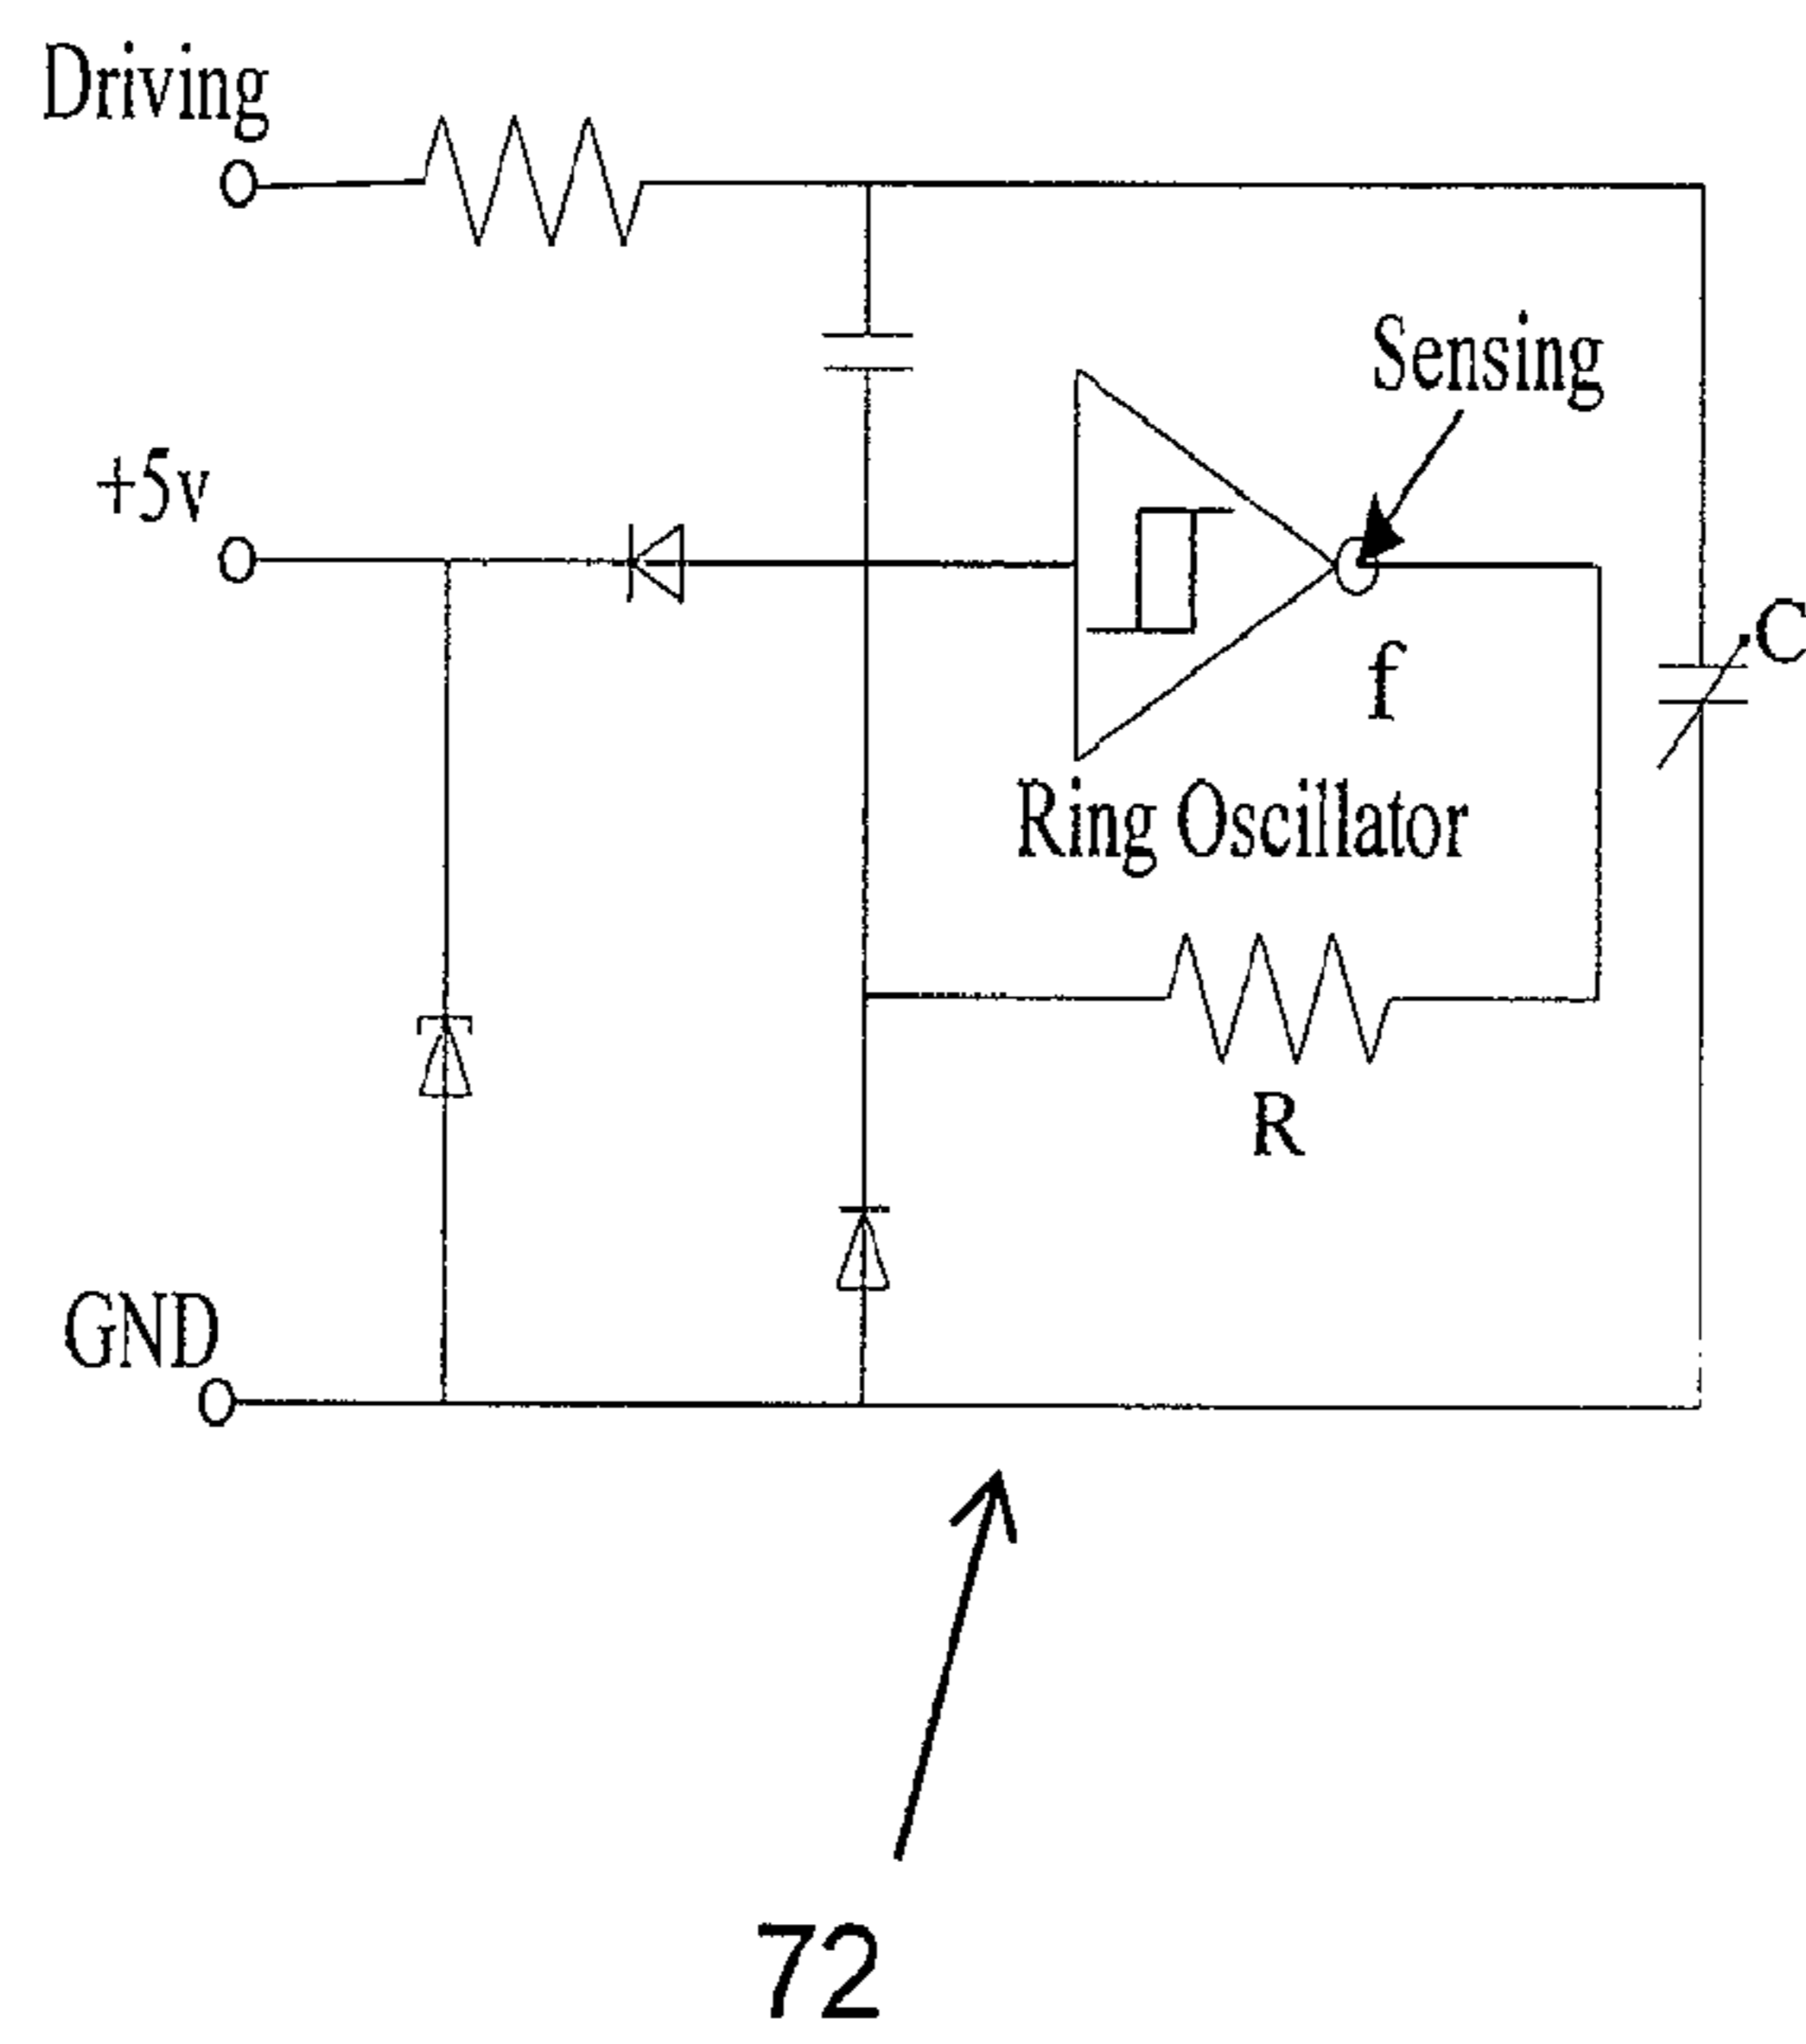 Driving
Sensing
+5v
C
f
Ring Oscillator
R
GND
72